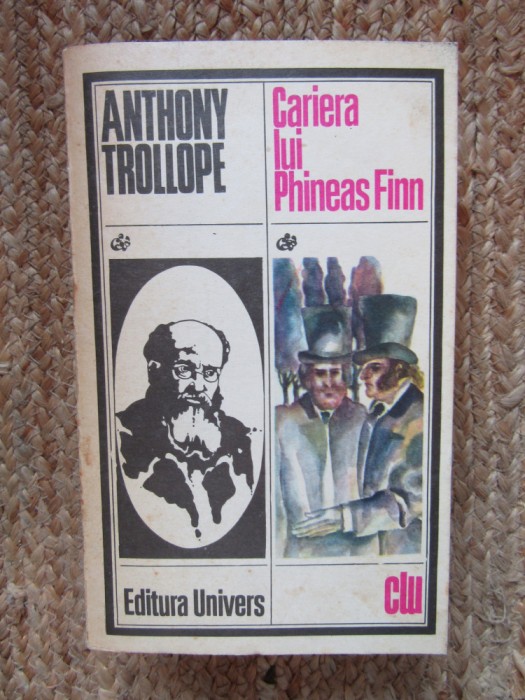 ANTHONY
TROLLOPE
Cariera
lui
Phineas Finn
Editura Univers
clu